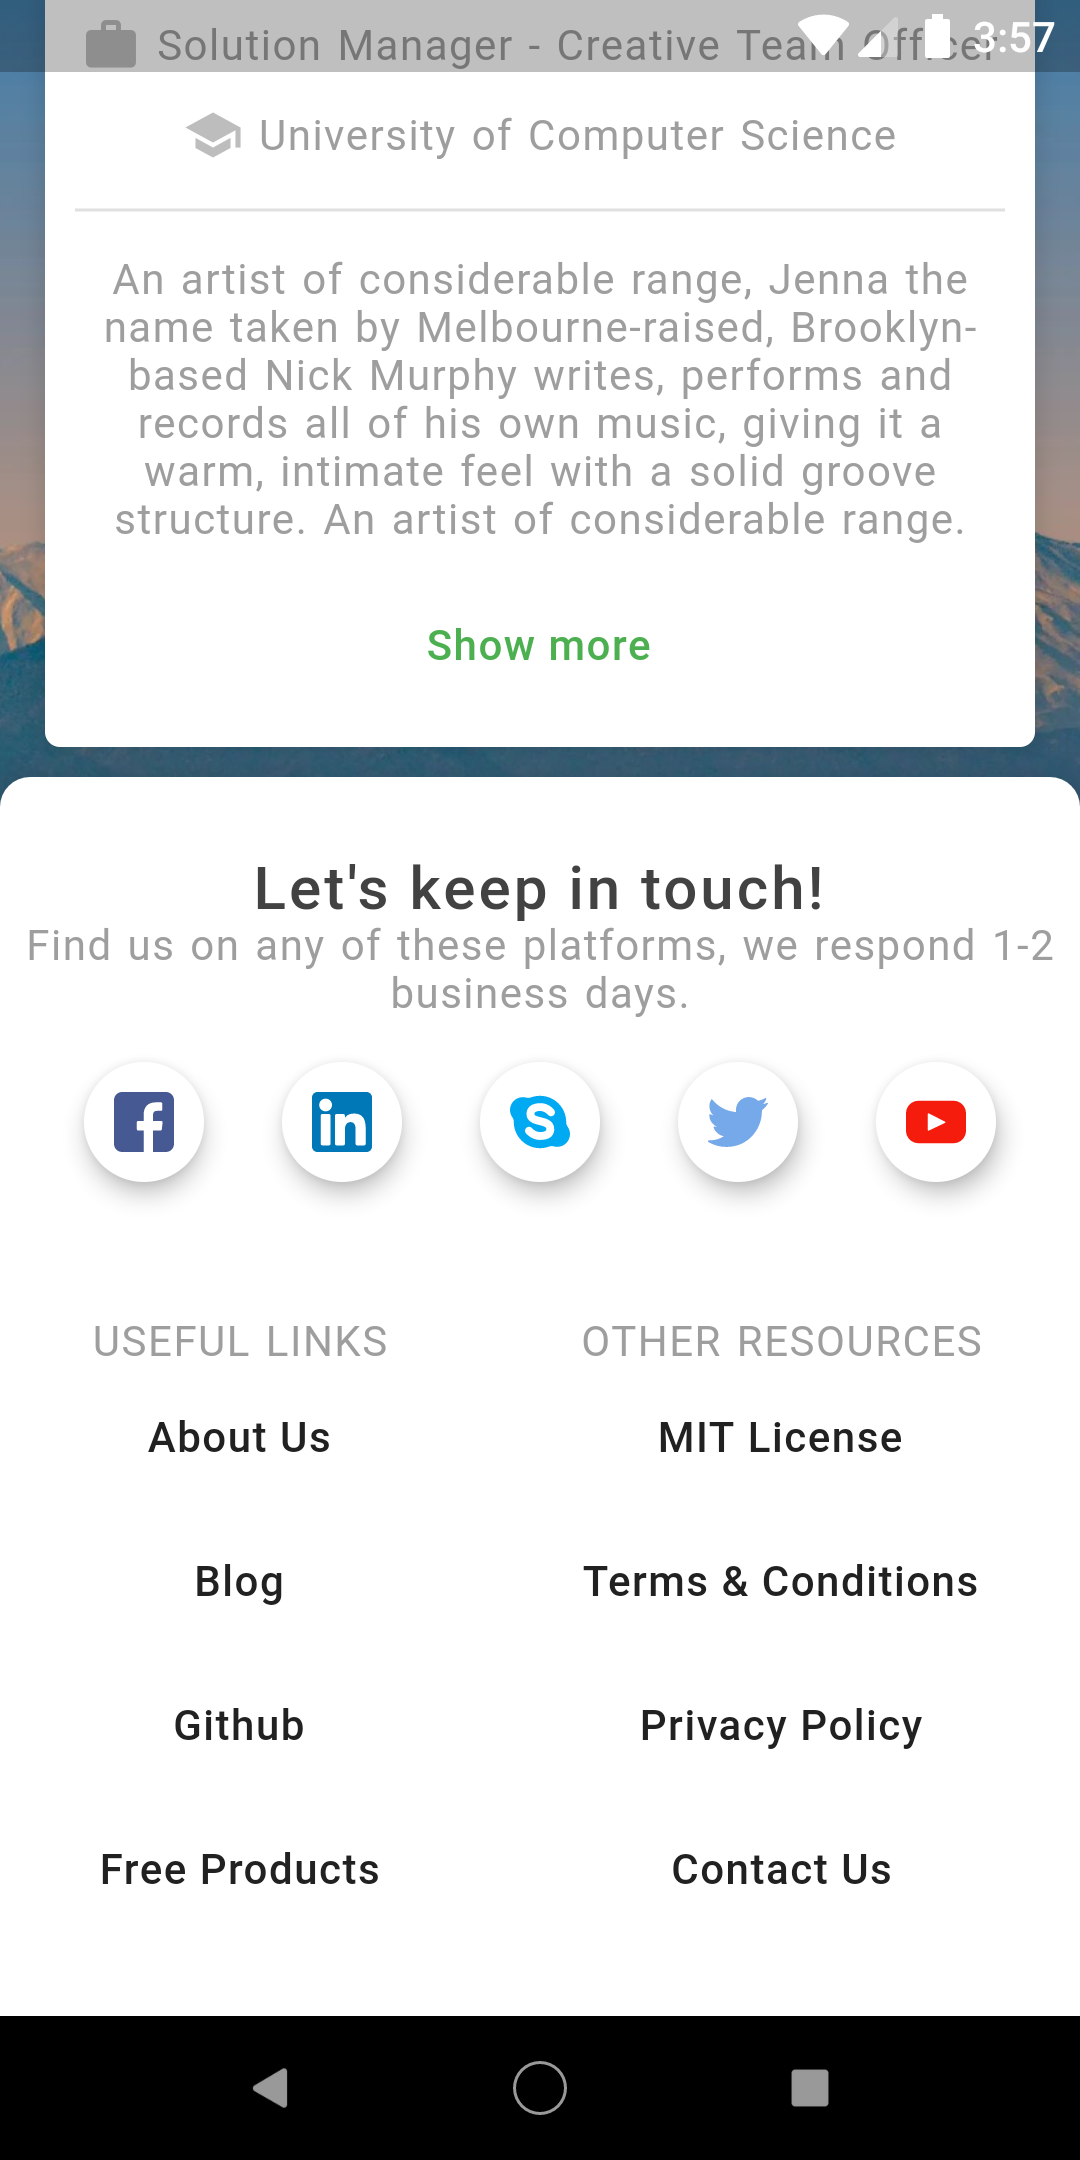 Solution Manager - Creative Team Officer
3:57
University of Computer Science
An artist of considerable range, Jenna the
name taken by Melbourne-raised, Brooklyn-
based Nick Murphy writes, performs and
records all of his own music, giving it a
warm, intimate feel with a solid groove
structure. An artist of considerable range.
Show more
Let's keep in touch!
Find us on any of these platforms, we respond 1-2
business days.
USEFUL LINKS
OTHER RESOURCES
About Us
MIT License
Blog
Terms & Conditions
Github
Privacy Policy
Free Products
Contact Us